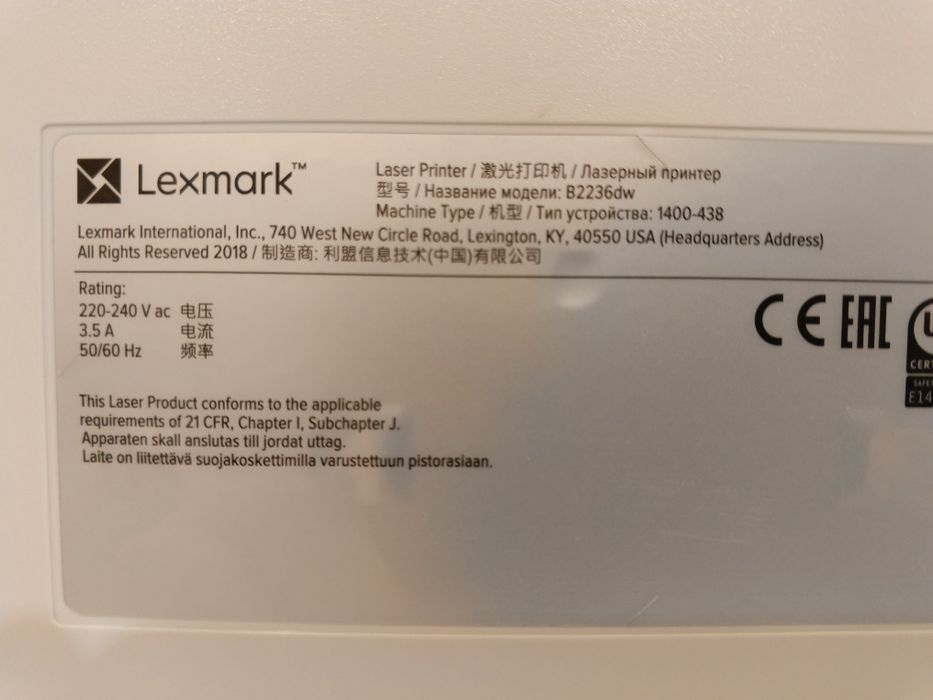 Lexmark™
Laser Printer / 激光打印机 / Лазерный принтер
型号 / Название модели: B2236dw
Machine Type / 机型 / Тип устройства: 1400-438
Lexmark International, Inc., 740 West New Circle Road, Lexington, KY, 40550 USA (Headquarters Address)
All Rights Reserved 2018 / 制造商: 利盟信息技术(中国)有限公司
Rating:
220-240 V ac 电压
3.5 A 电流
50/60 Hz 频率
CE EAC
CERT
E14
This Laser Product conforms to the applicable
requirements of 21 CFR, Chapter I, Subchapter J.
Apparaten skall anslutas till jordat uttag.
Laite on liitettävä suojakoskettimilla varustettuun pistorasiaan.